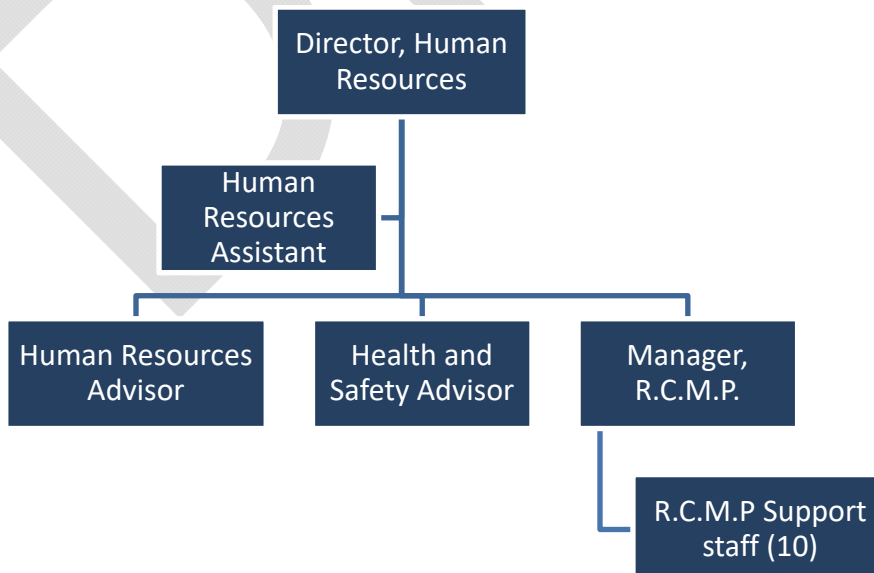 Director, Human
Resources
Human
Resources
Assistant
Human Resources
Advisor
Health and
Safety Advisor
Manager,
R.C.M.P.
R.C.M.P Support
staff (10)